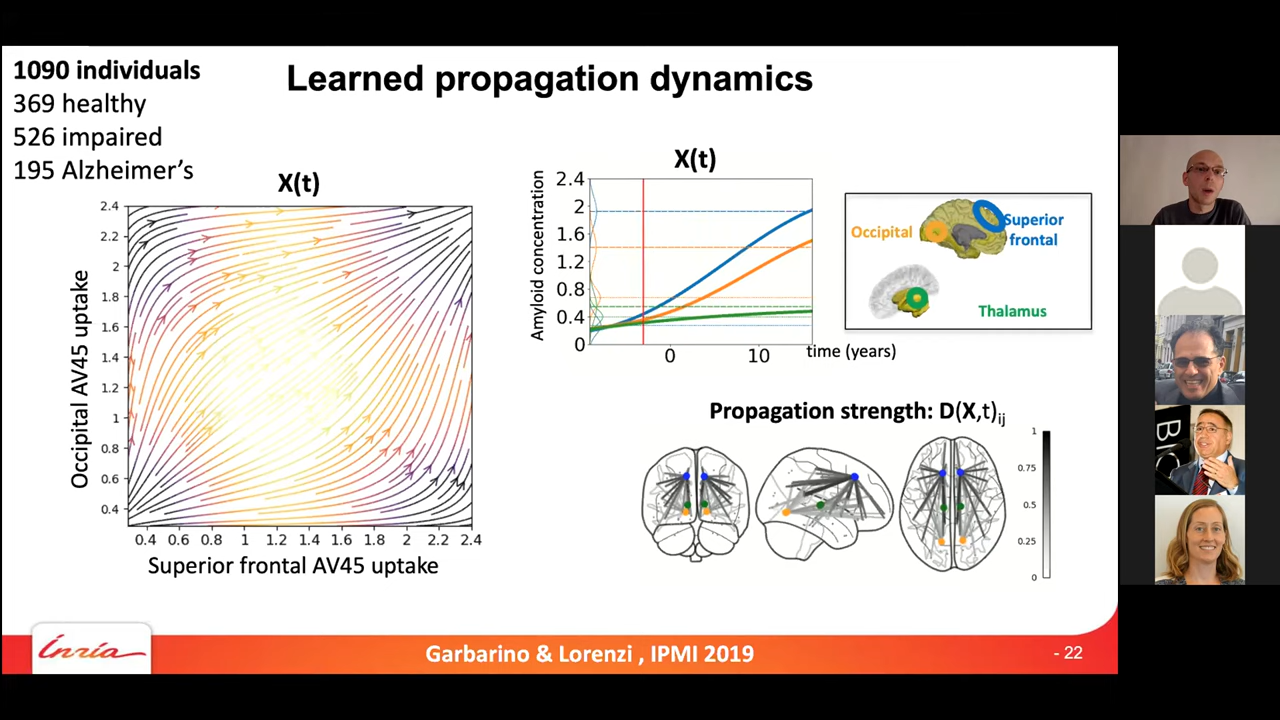 1090 individuals
369 healthy
526 impaired
195 Alzheimer's
Learned propagation dynamics
X(t)
2.4
2.2
2
1.8
1.6
1.4
1.2
1
0.8
0.6
0.4
Occipital AV45 uptake
0.4 0.6 0.8 1 1.2 1.4 1.6 1.8 2 2.2 2.4
Superior frontal AV45 uptake
X(t)
Amyloid concentration
2.4
2
1.6
1.2
0.8
0.4
0
0 10
time (years)
Occipital
Superior
frontal
Thalamus
Propagation strength: D(X,t)ij
1
0.75
0.5
0.25
0
Inria
Garbarino & Lorenzi , IPMI 2019
- 22
BI